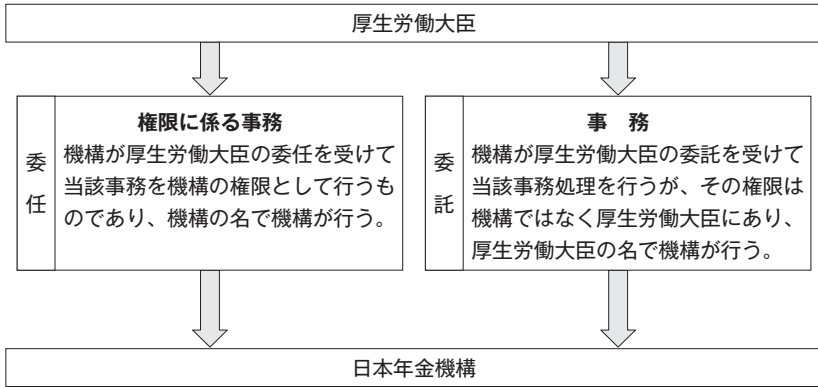 厚生労働大臣
委任
権限に係る事務
機構が厚生労働大臣の委任を受けて
当該事務を機構の権限として行うも
のであり、機構の名で機構が行う。
委託
事　務
機構が厚生労働大臣の委託を受けて
当該事務処理を行うが、その権限は
機構ではなく厚生労働大臣にあり、
厚生労働大臣の名で機構が行う。
日本年金機構